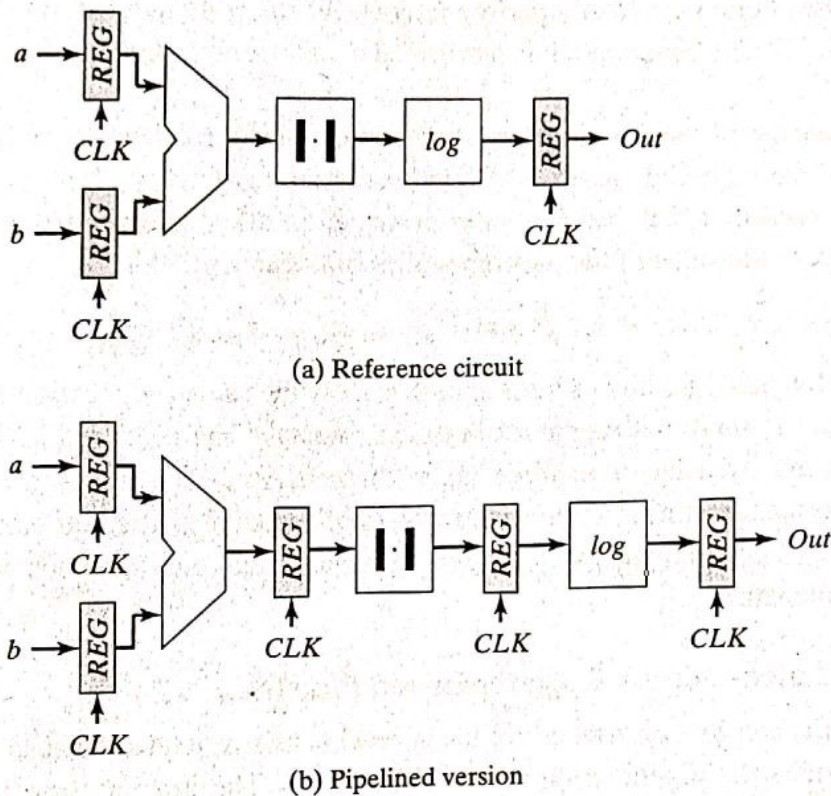 a
REG
CLK
b
REG
CLK
|·|
log
REG
CLK
Out
(a) Reference circuit
a
REG
CLK
b
REG
CLK
REG
CLK
|·|
REG
CLK
log
REG
CLK
Out
(b) Pipelined version